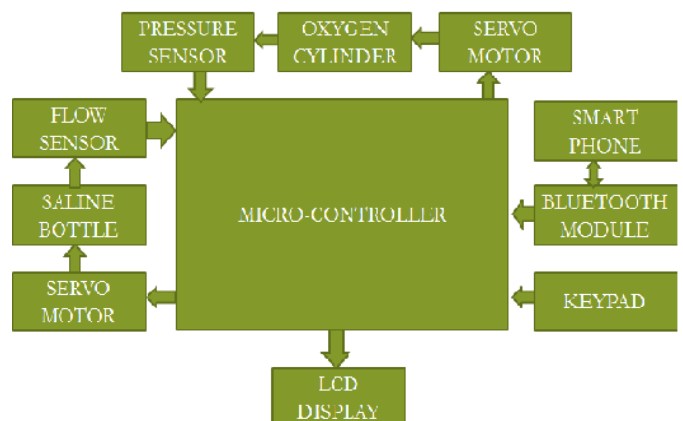 PRESSURE
SENSOR
OXYGEN
CYLINDER
SERVO
MOTOR
FLOW
SENSOR
SMART
PHONE
SALINE
BOTTLE
MICRO-CONTROLLER
BLUETOOTH
MODULE
SERVO
MOTOR
KEYPAD
LCD
DISPLAY